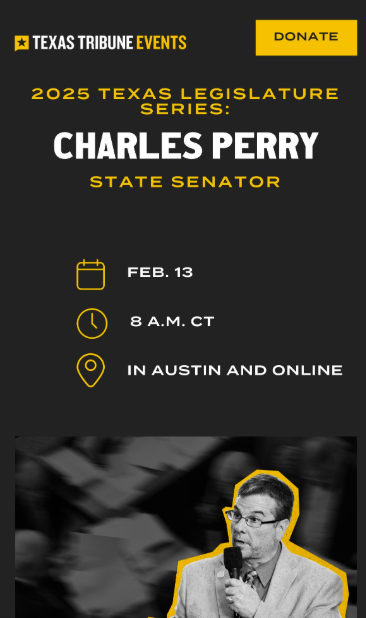 TEXAS TRIBUNE EVENTS
DONATE
2025 TEXAS LEGISLATURE
SERIES:
CHARLES PERRY
STATE SENATOR
FEB. 13
8 A.M. CT
IN AUSTIN AND ONLINE